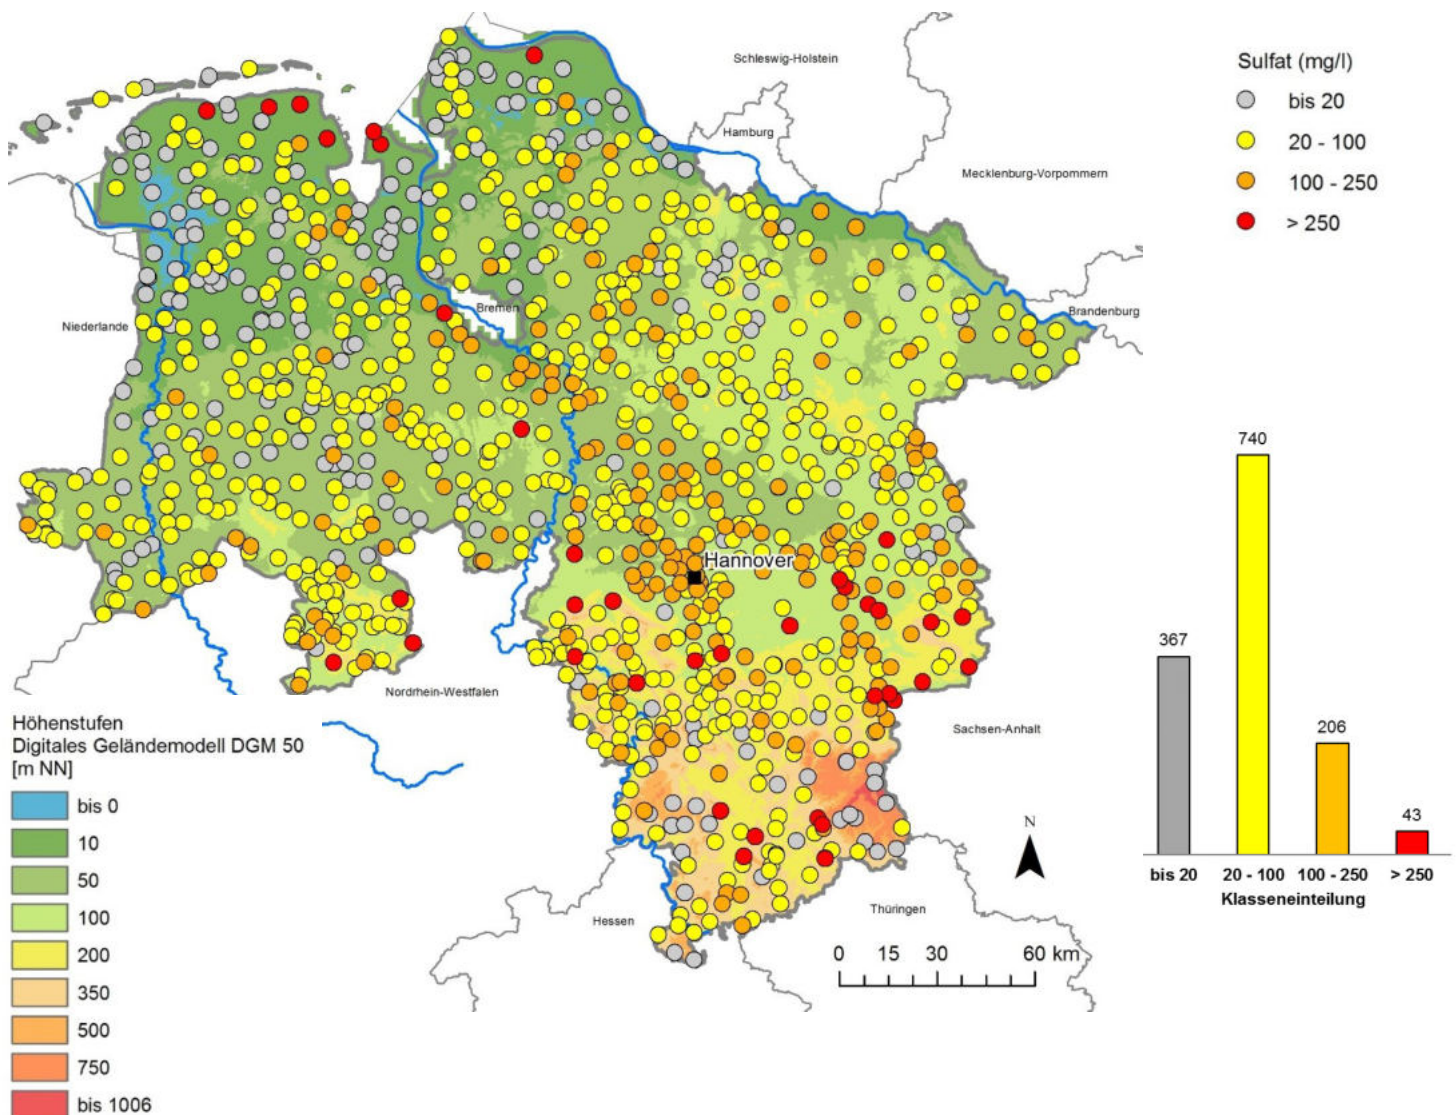 Schleswig-Holstein
Hamburg
Mecklenburg-Vorpommern
Niederlande
Bremen
Brandenburg
Hannover
Nordrhein-Westfalen
Sachsen-Anhalt
Hessen
Thüringen
N
0 15 30 60 km
Sulfat (mg/l)
bis 20
20 - 100
100 - 250
> 250
740
367
206
43
bis 20 20 - 100 100 - 250 > 250
Klasseneinteilung
Höhenstufen
Digitales Geländemodell DGM 50
[m NN]
bis 0
10
50
100
200
350
500
750
bis 1006